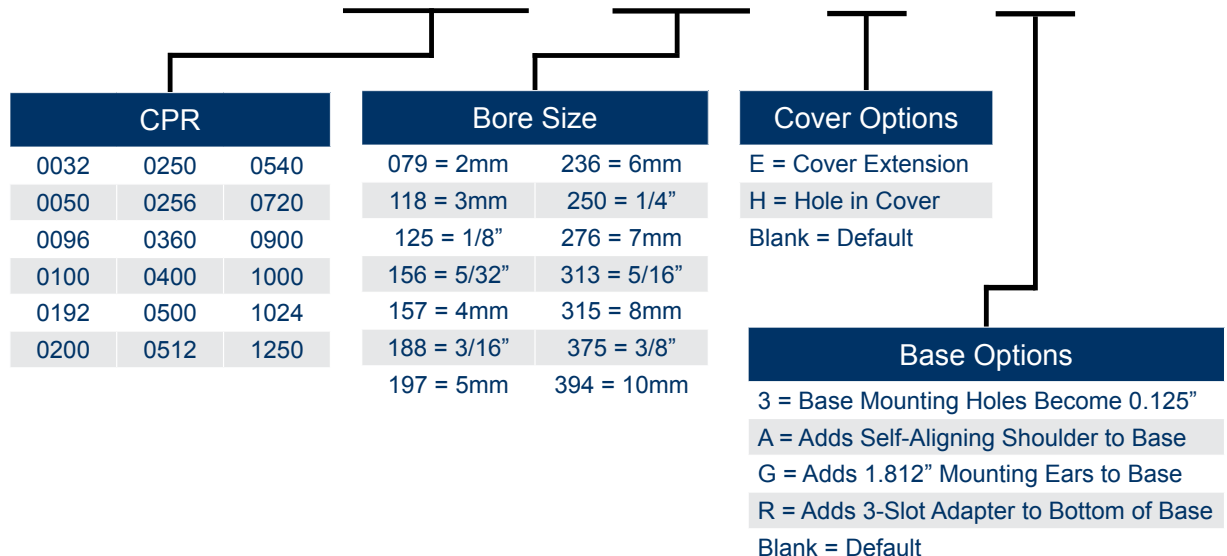 CPR
0032 0250 0540
0050 0256 0720
0096 0360 0900
0100 0400 1000
0192 0500 1024
0200 0512 1250
Bore Size
079 = 2mm 236 = 6mm
118 = 3mm 250 = 1/4”
125 = 1/8” 276 = 7mm
156 = 5/32” 313 = 5/16”
157 = 4mm 315 = 8mm
188 = 3/16” 375 = 3/8”
197 = 5mm 394 = 10mm
Cover Options
E = Cover Extension
H = Hole in Cover
Blank = Default
Base Options
3 = Base Mounting Holes Become 0.125”
A = Adds Self-Aligning Shoulder to Base
G = Adds 1.812” Mounting Ears to Base
R = Adds 3-Slot Adapter to Bottom of Base
Blank = Default